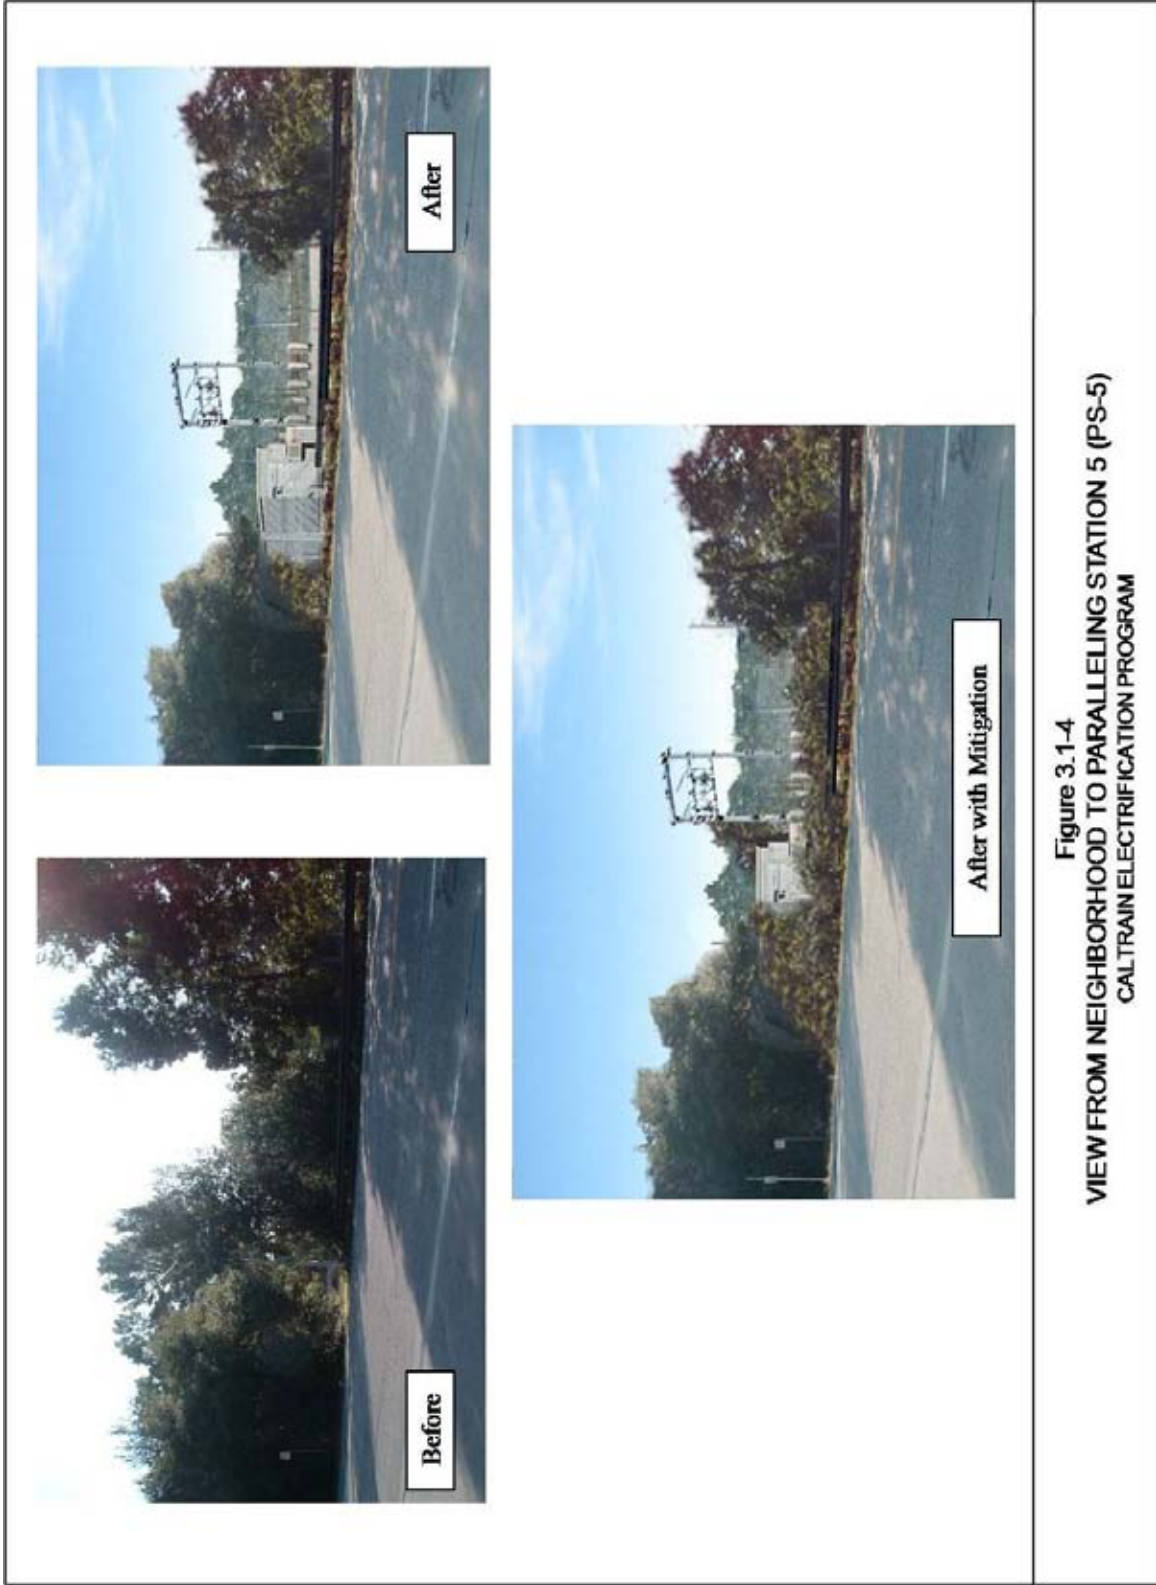 Before
After
After with Mitigation
Figure 3.1-4
VIEW FROM NEIGHBORHOOD TO PARALLELING STATION 5 (PS-5)
CALTRAIN ELECTRIFICATION PROGRAM